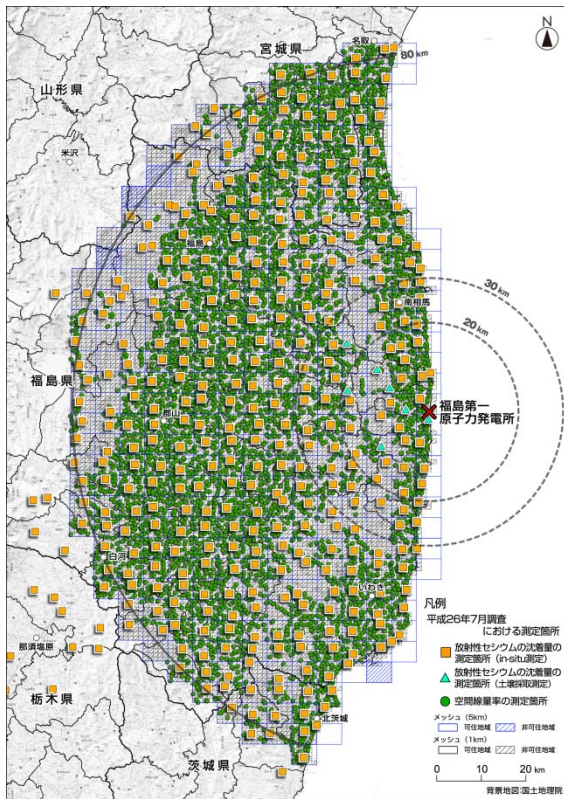 宮城県
名取
80 km
N
山形県
米沢
福島
30 km
南相馬
20 km
福島県
郡山
福島第一
原子力発電所
白河
いわき
凡例
平成26年7月調査
における測定箇所
放射性セシウムの沈着量の
測定箇所（in-situ測定）
放射性セシウムの沈着量の
測定箇所（土壌採取測定）
空間線量率の測定箇所
メッシュ（5km）
可住地域 非可住地域
メッシュ（1km）
可住地域 非可住地域
那須塩原
栃木県
北茨城
茨城県
0 10 20 km
背景地図:国土地理院